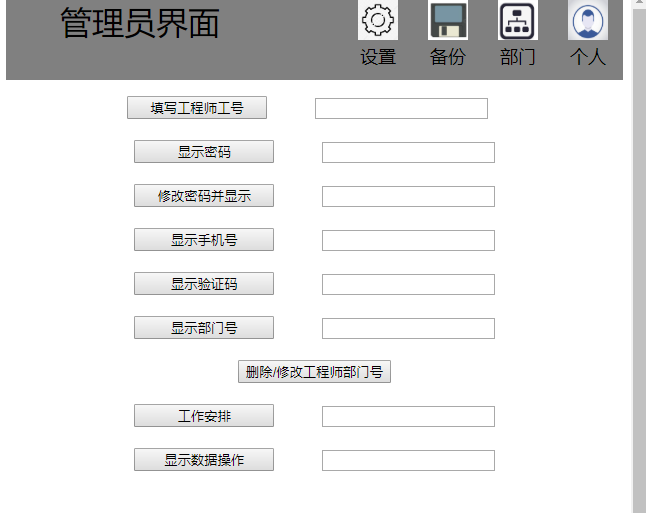 管理员界面
设置 备份 部门 个人
填写工程师工号
显示密码
修改密码并显示
显示手机号
显示验证码
显示部门号
删除/修改工程师部门号
工作安排
显示数据操作